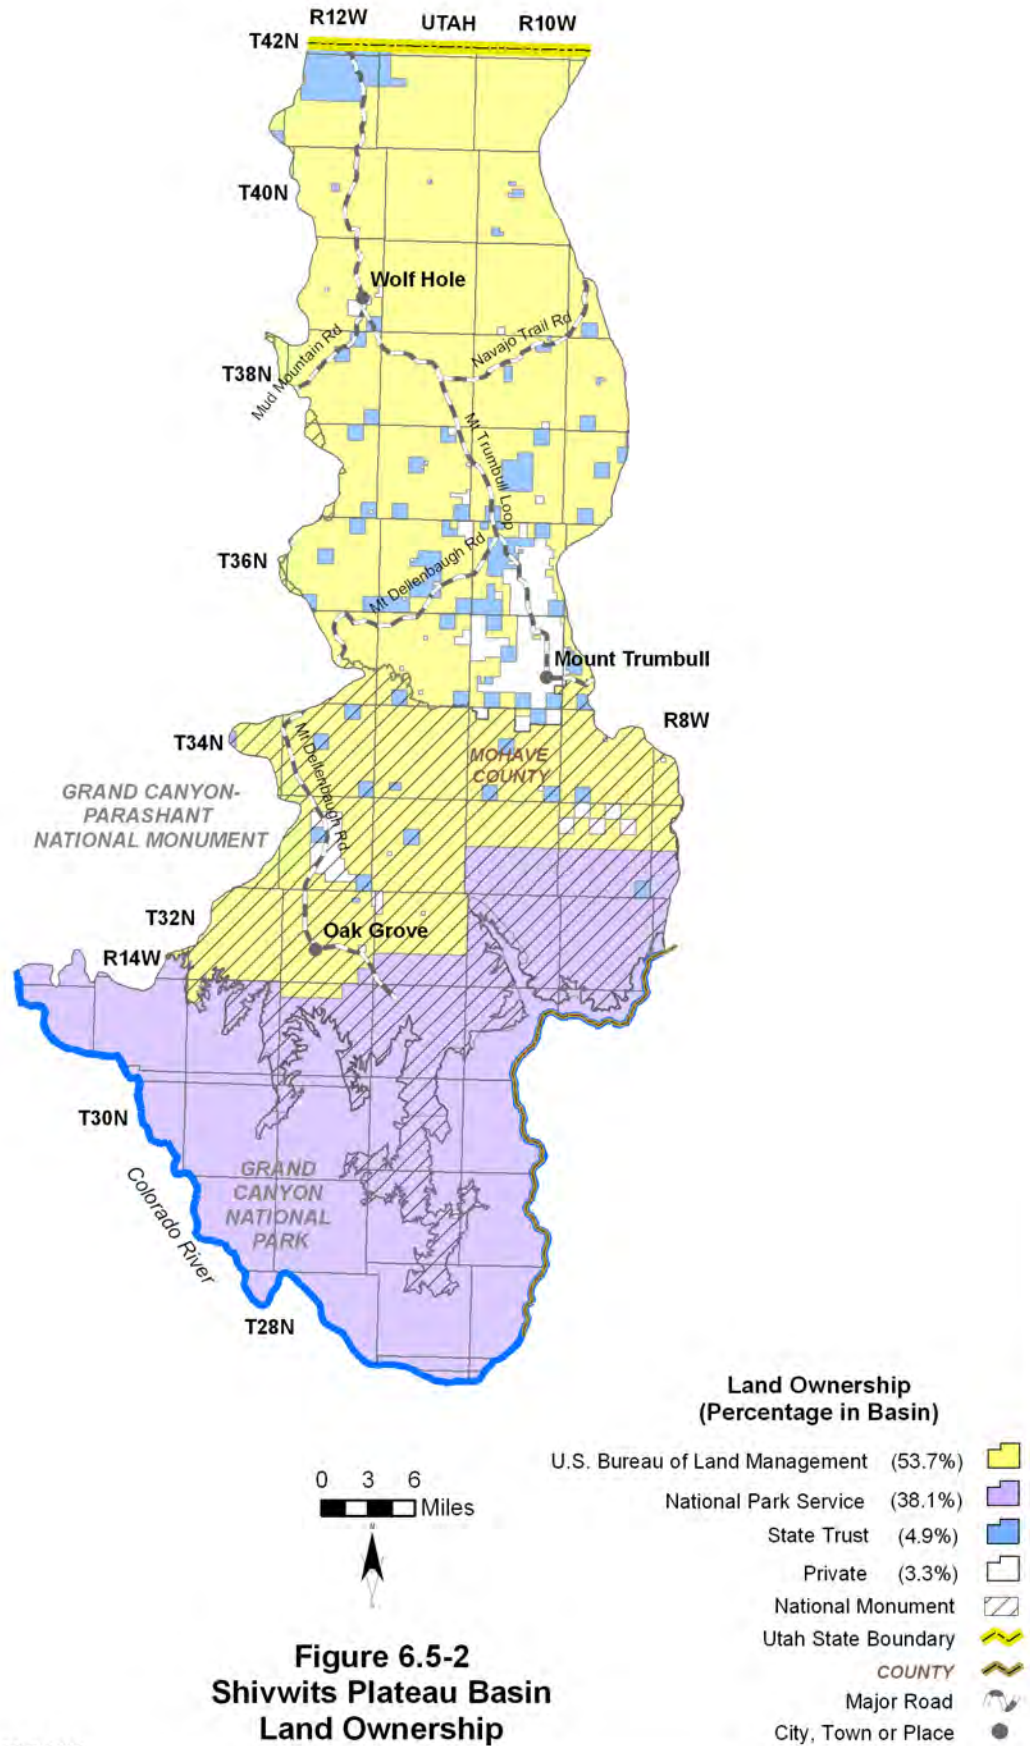 R12W UTAH R10W
T42N
T40N
Wolf Hole
Navajo Trail Rd
Mud Mountain Rd
T38N
Mt Trumbull Loop
T36N
Mt Dellenbaugh Rd
Mount Trumbull
R8W
T34N
Mt Dellenbaugh Rd
MOHAVE
COUNTY
GRAND CANYON-
PARASHANT
NATIONAL MONUMENT
T32N
Oak Grove
R14W
T30N
GRAND
CANYON
NATIONAL
PARK
Colorado River
T28N
Land Ownership
(Percentage in Basin)
U.S. Bureau of Land Management (53.7%)
National Park Service (38.1%)
State Trust (4.9%)
Private (3.3%)
National Monument
Utah State Boundary
COUNTY
Major Road
City, Town or Place
0 3 6
Miles
Figure 6.5-2
Shivwits Plateau Basin
Land Ownership